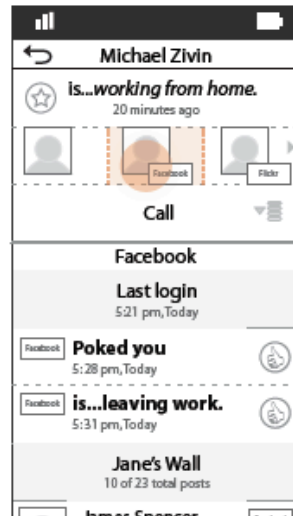 Michael Zivin
is...working from home.
20 minutes ago
Facebook
Flickr
Call
Facebook
Last login
5:21 pm,Today
Facebook
Poked you
5:28 pm,Today
Facebook
is...leaving work.
5:31 pm,Today
Jane's Wall
10 of 23 total posts
James Spencer